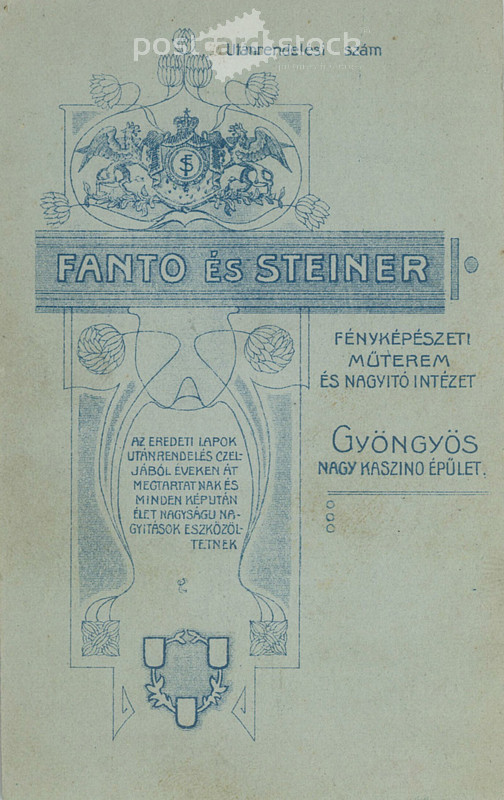 postcardstock
Utánrendelési szám
FANTO ÉS STEINER
FÉNYKÉPÉSZETI
MŰTEREM
ÉS NAGYITÓ INTÉZET
GYÖNGYÖS
NAGY KASZINO ÉPÜLET.
AZ EREDETI LAPOK
UTÁNRENDELÉS CZEL-
JÁBÓL ÉVEKEN ÁT
MEGTARTATNAK ÉS
MINDEN KÉP UTÁN
ÉLET NAGYSÁGU NA-
GYITÁSOK ESZKÖZÖL-
TETNEK